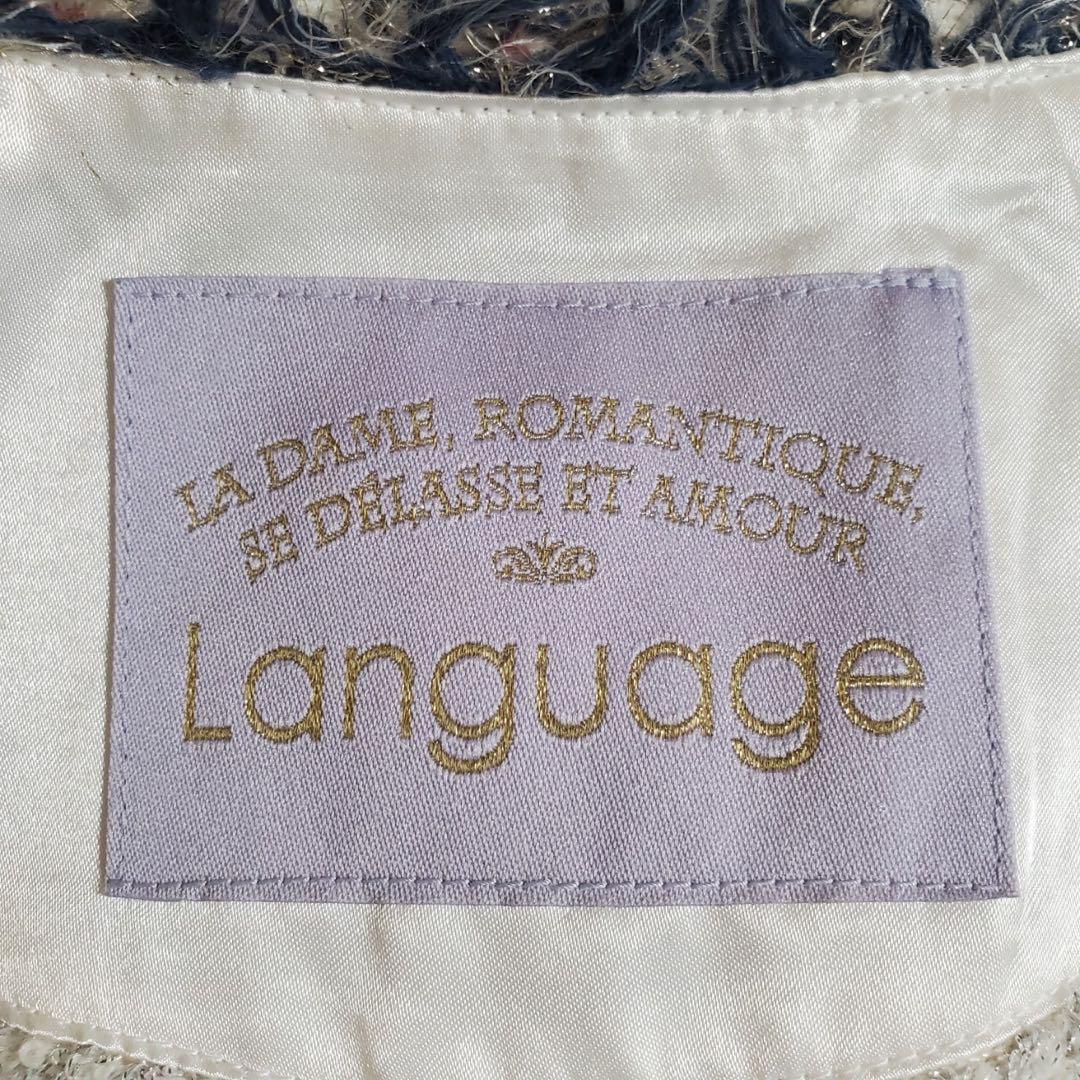 LA DAME, ROMANTIQUE,
SE DÉLASSE ET AMOUR
Language